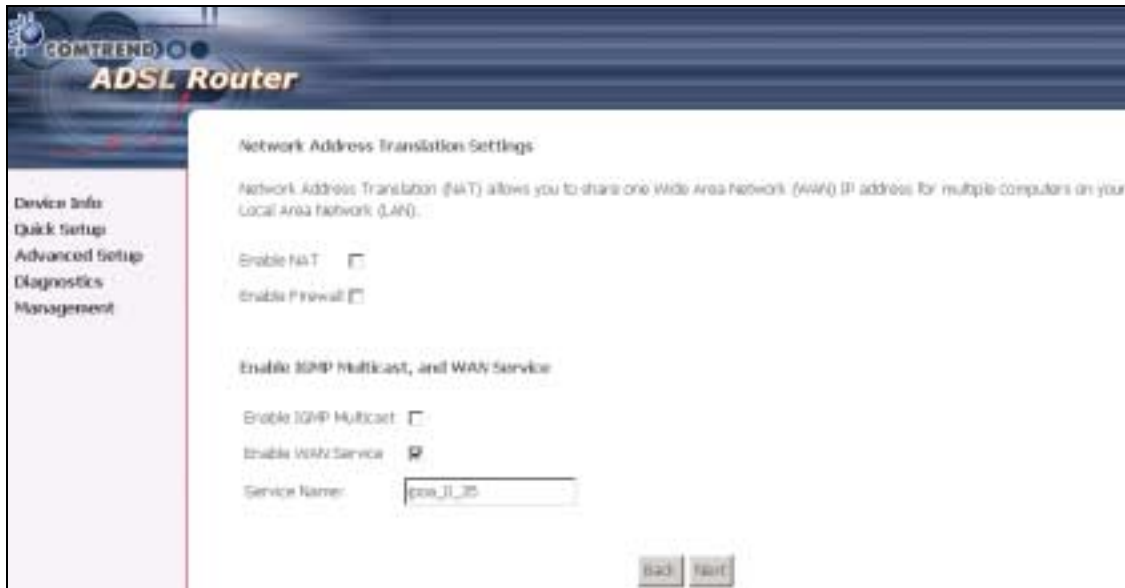 COMTREND
ADSL Router
Device Info
Quick Setup
Advanced Setup
Diagnostics
Management
Network Address Translation Settings
Network Address Translation (NAT) allows you to share one Wide Area Network (WAN) IP address for multiple computers on your
Local Area Network (LAN).
Enable NAT
Enable Firewall
Enable IGMP Multicast, and WAN Service
Enable IGMP Multicast
Enable WAN Service
Service Name:
Back Next